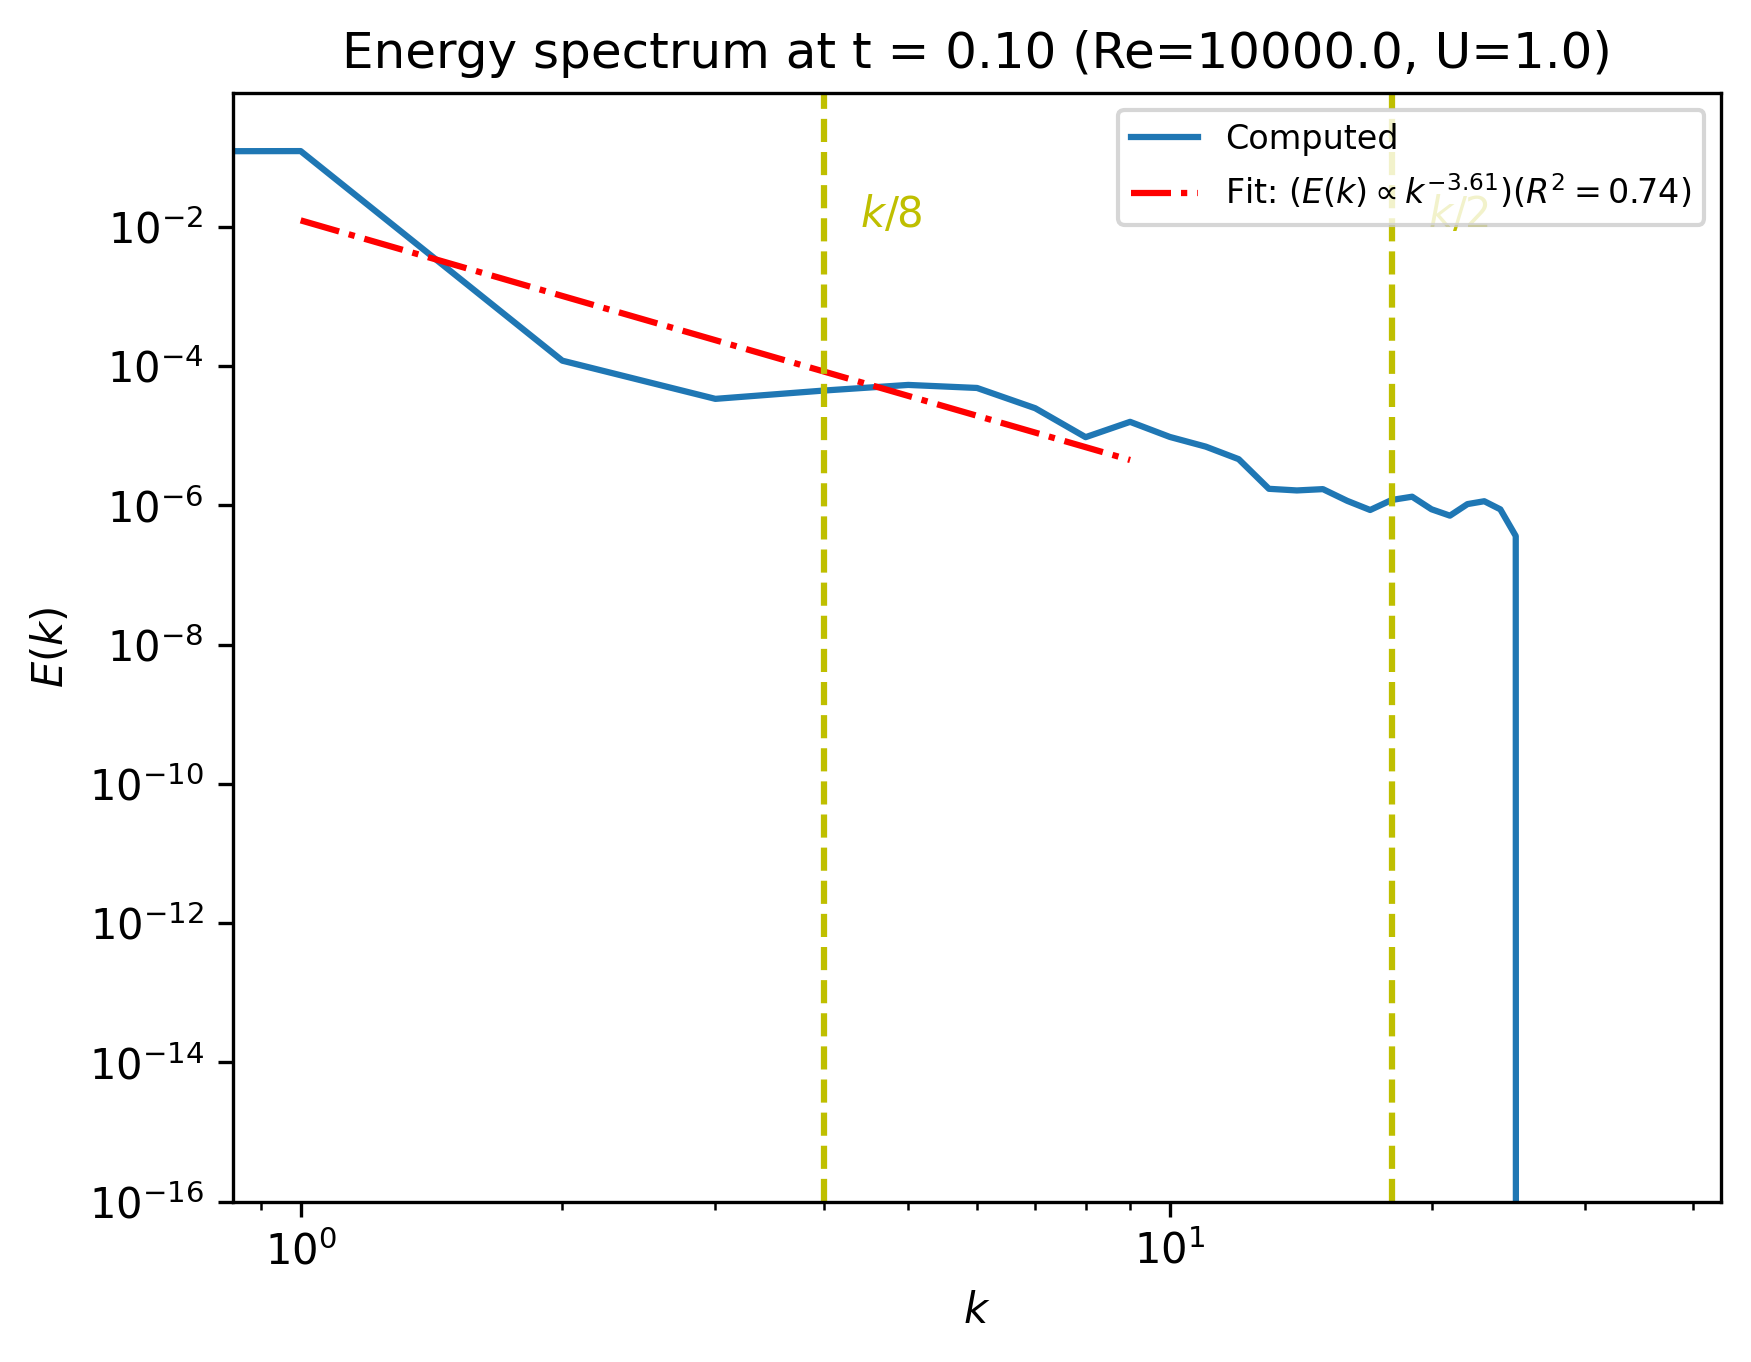 Energy spectrum at t = 0.10 (Re=10000.0, U=1.0)
Computed
Fit: (E(k) ∝ k^{-3.61})(R^2 = 0.74)
k/8
k/2
E(k)
10^{-2}
10^{-4}
10^{-6}
10^{-8}
10^{-10}
10^{-12}
10^{-14}
10^{-16}
10^0
10^1
k